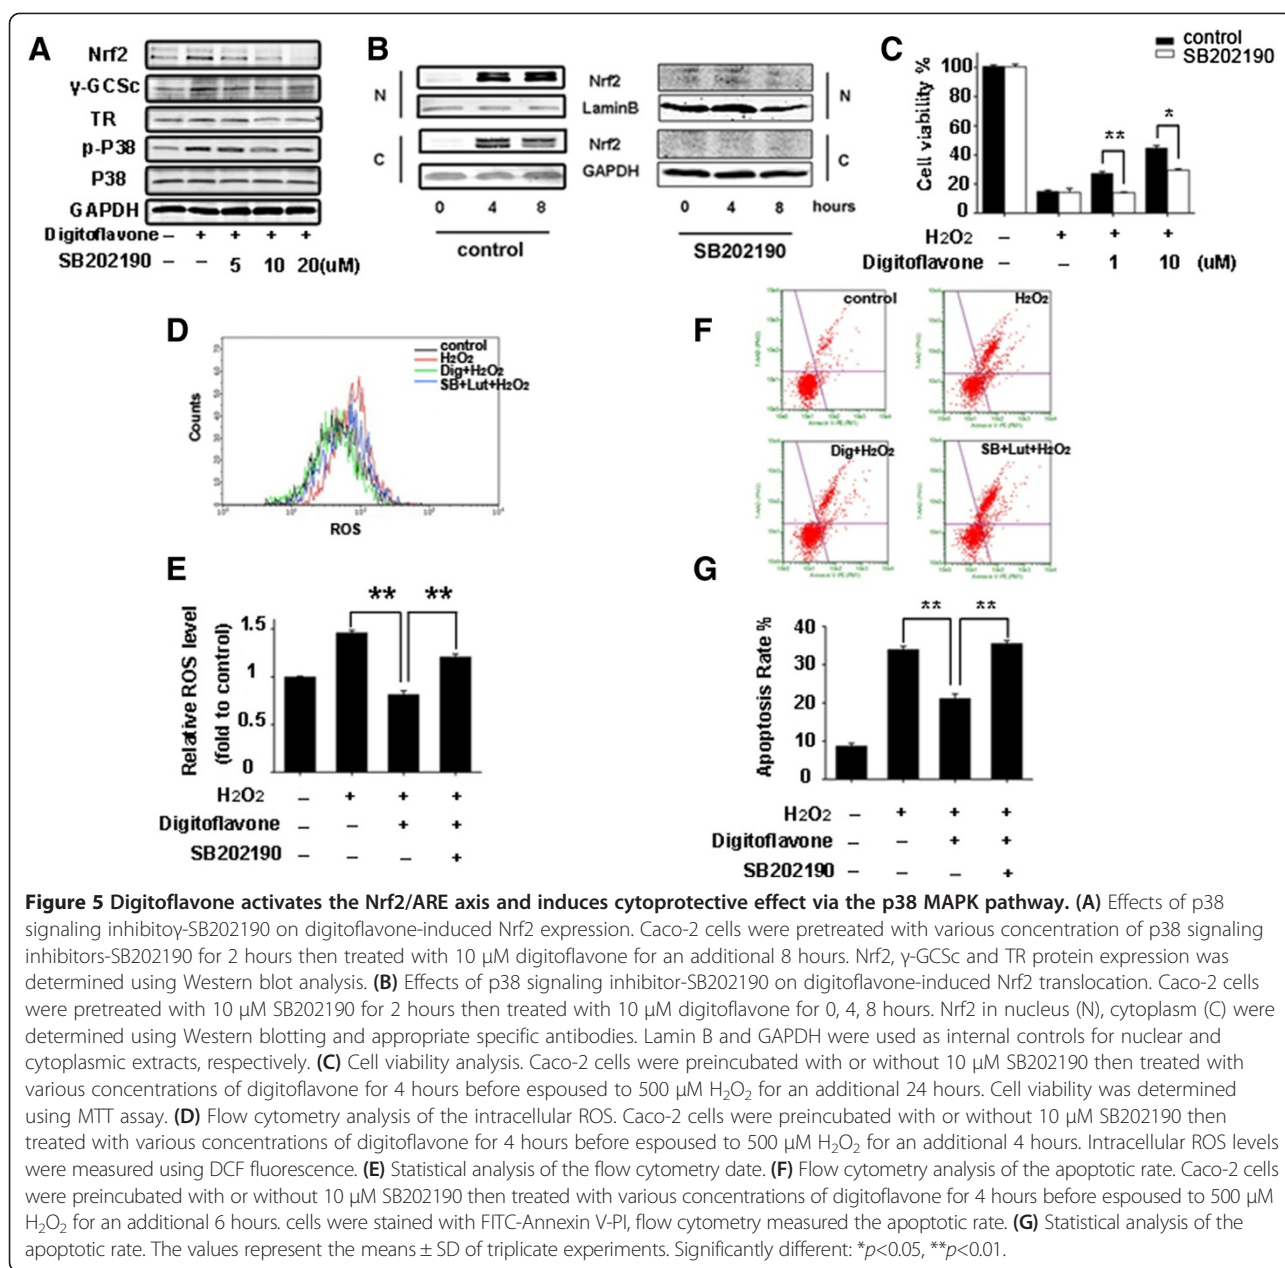 A
Nrf2
γ-GCSc
TR
p-P38
P38
GAPDH
Digitoflavone – + + + +
SB202190 – – 5 10 20(uM)
B
N
Nrf2
LaminB
N
C
Nrf2
GAPDH
C
0 4 8
0 4 8 hours
control
SB202190
C
control
SB202190
Cell viability %
100
80
60
40
20
0
**
*
H2O2 – + + +
Digitoflavone – – 1 10 (uM)
D
Counts
control
H2O2
Dig+H2O2
SB+Lut+H2O2
ROS
F
control
H2O2
Dig+H2O2
SB+Lut+H2O2
E
Relative ROS level
(fold to control)
1.5
1
0.5
0
** **
H2O2 – + + +
Digitoflavone – – + +
SB202190 – – – +
G
Apoptosis Rate %
40
30
20
10
0
** **
H2O2 – + + +
Digitoflavone – – + +
SB202190 – – – +
Figure 5 Digitoflavone activates the Nrf2/ARE axis and induces cytoprotective effect via the p38 MAPK pathway. (A) Effects of p38
signaling inhibitoγ-SB202190 on digitoflavone-induced Nrf2 expression. Caco-2 cells were pretreated with various concentration of p38 signaling
inhibitors-SB202190 for 2 hours then treated with 10 μM digitoflavone for an additional 8 hours. Nrf2, γ-GCSc and TR protein expression was
determined using Western blot analysis. (B) Effects of p38 signaling inhibitor-SB202190 on digitoflavone-induced Nrf2 translocation. Caco-2 cells
were pretreated with 10 μM SB202190 for 2 hours then treated with 10 μM digitoflavone for 0, 4, 8 hours. Nrf2 in nucleus (N), cytoplasm (C) were
determined using Western blotting and appropriate specific antibodies. Lamin B and GAPDH were used as internal controls for nuclear and
cytoplasmic extracts, respectively. (C) Cell viability analysis. Caco-2 cells were preincubated with or without 10 μM SB202190 then treated with
various concentrations of digitoflavone for 4 hours before espoused to 500 μM H₂O₂ for an additional 24 hours. Cell viability was determined
using MTT assay. (D) Flow cytometry analysis of the intracellular ROS. Caco-2 cells were preincubated with or without 10 μM SB202190 then
treated with various concentrations of digitoflavone for 4 hours before espoused to 500 μM H₂O₂ for an additional 4 hours. Intracellular ROS levels
were measured using DCF fluorescence. (E) Statistical analysis of the flow cytometry date. (F) Flow cytometry analysis of the apoptotic rate. Caco-2 cells
were preincubated with or without 10 μM SB202190 then treated with various concentrations of digitoflavone for 4 hours before espoused to 500 μM
H₂O₂ for an additional 6 hours. cells were stained with FITC-Annexin V-PI, flow cytometry measured the apoptotic rate. (G) Statistical analysis of the
apoptotic rate. The values represent the means ± SD of triplicate experiments. Significantly different: *p<0.05, **p<0.01.